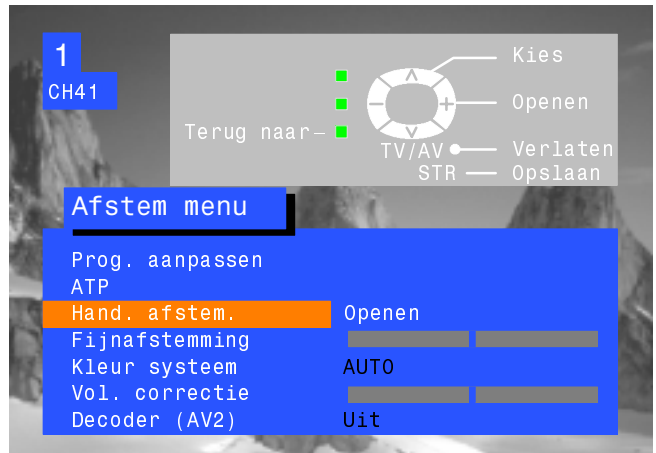 1
CH41
Kies
Openen
Terug naar
TV/AV Verlaten
STR Opslaan
Afstem menu
Prog. aanpassen
ATP
Hand. afstem. Openen
Fijnafstemming
Kleur systeem AUTO
Vol. correctie
Decoder (AV2) Uit